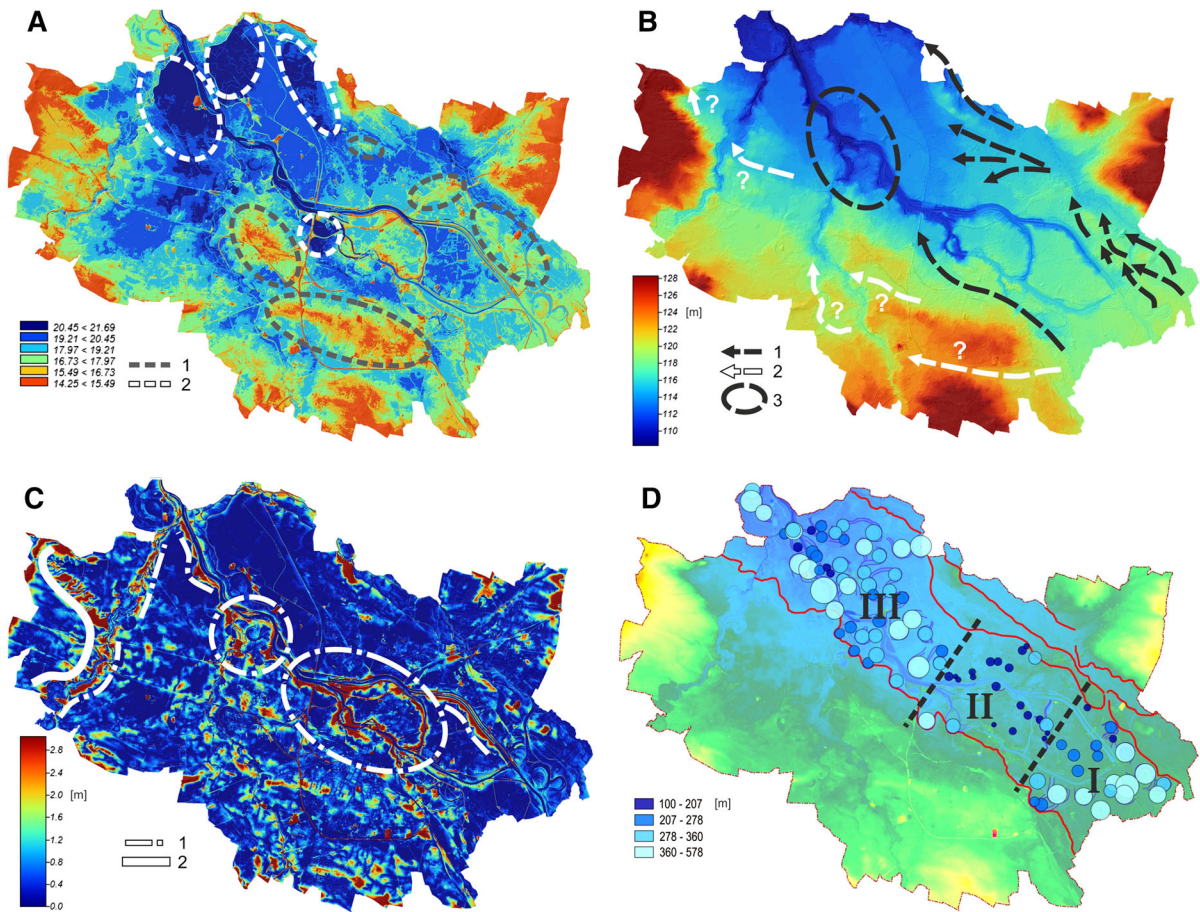 A
20.45 < 21.69
19.21 < 20.45
17.97 < 19.21
16.73 < 17.97
15.49 < 16.73
14.25 < 15.49
1
2
B
?
?
?
?
?
128
126
124
122
120
118
116
114
112
110
[m]
1
2
3
C
2.8
2.4
2.0
1.6
1.2
0.8
0.4
0.0
[m]
1
2
D
III
II
I
100 - 207 [m]
207 - 278
278 - 360
360 - 578